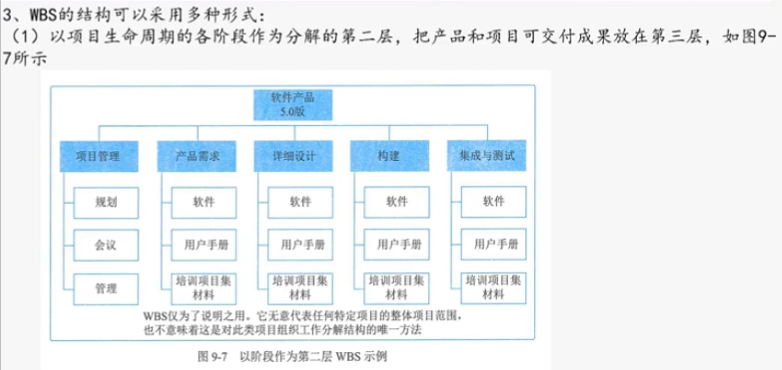 3、WBS的结构可以采用多种形式：
（1）以项目生命周期的各阶段作为分解的第二层，把产品和项目可交付成果放在第三层，如图9-
7所示
软件产品
5.0版
项目管理 产品需求 详细设计 构建 集成与测试
规划 软件 软件 软件 软件
会议 用户手册 用户手册 用户手册 用户手册
管理 培训项目集 培训项目集 培训项目集 培训项目集
材料 材料 材料 材料
WBS仅为了说明之用。它无意代表任何特定项目的整体项目范围，
也不意味着这是对此类项目组织工作分解结构的唯一方法
图 9-7 以阶段作为第二层 WBS 示例